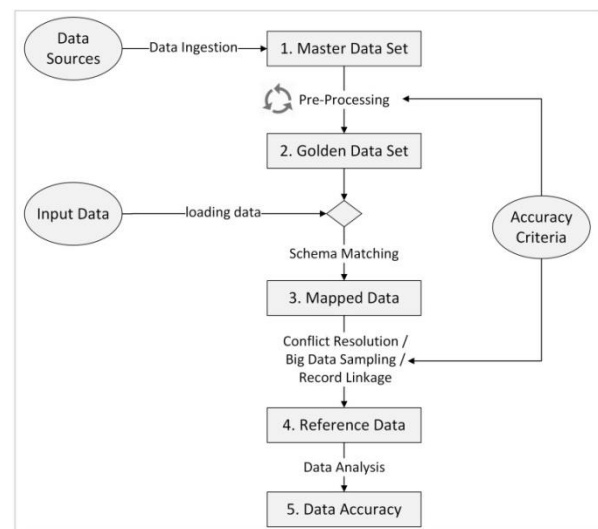 Data
Sources
Data Ingestion
1. Master Data Set
Pre-Processing
2. Golden Data Set
Input Data
loading data
Accuracy
Criteria
Schema Matching
3. Mapped Data
Conflict Resolution /
Big Data Sampling /
Record Linkage
4. Reference Data
Data Analysis
5. Data Accuracy